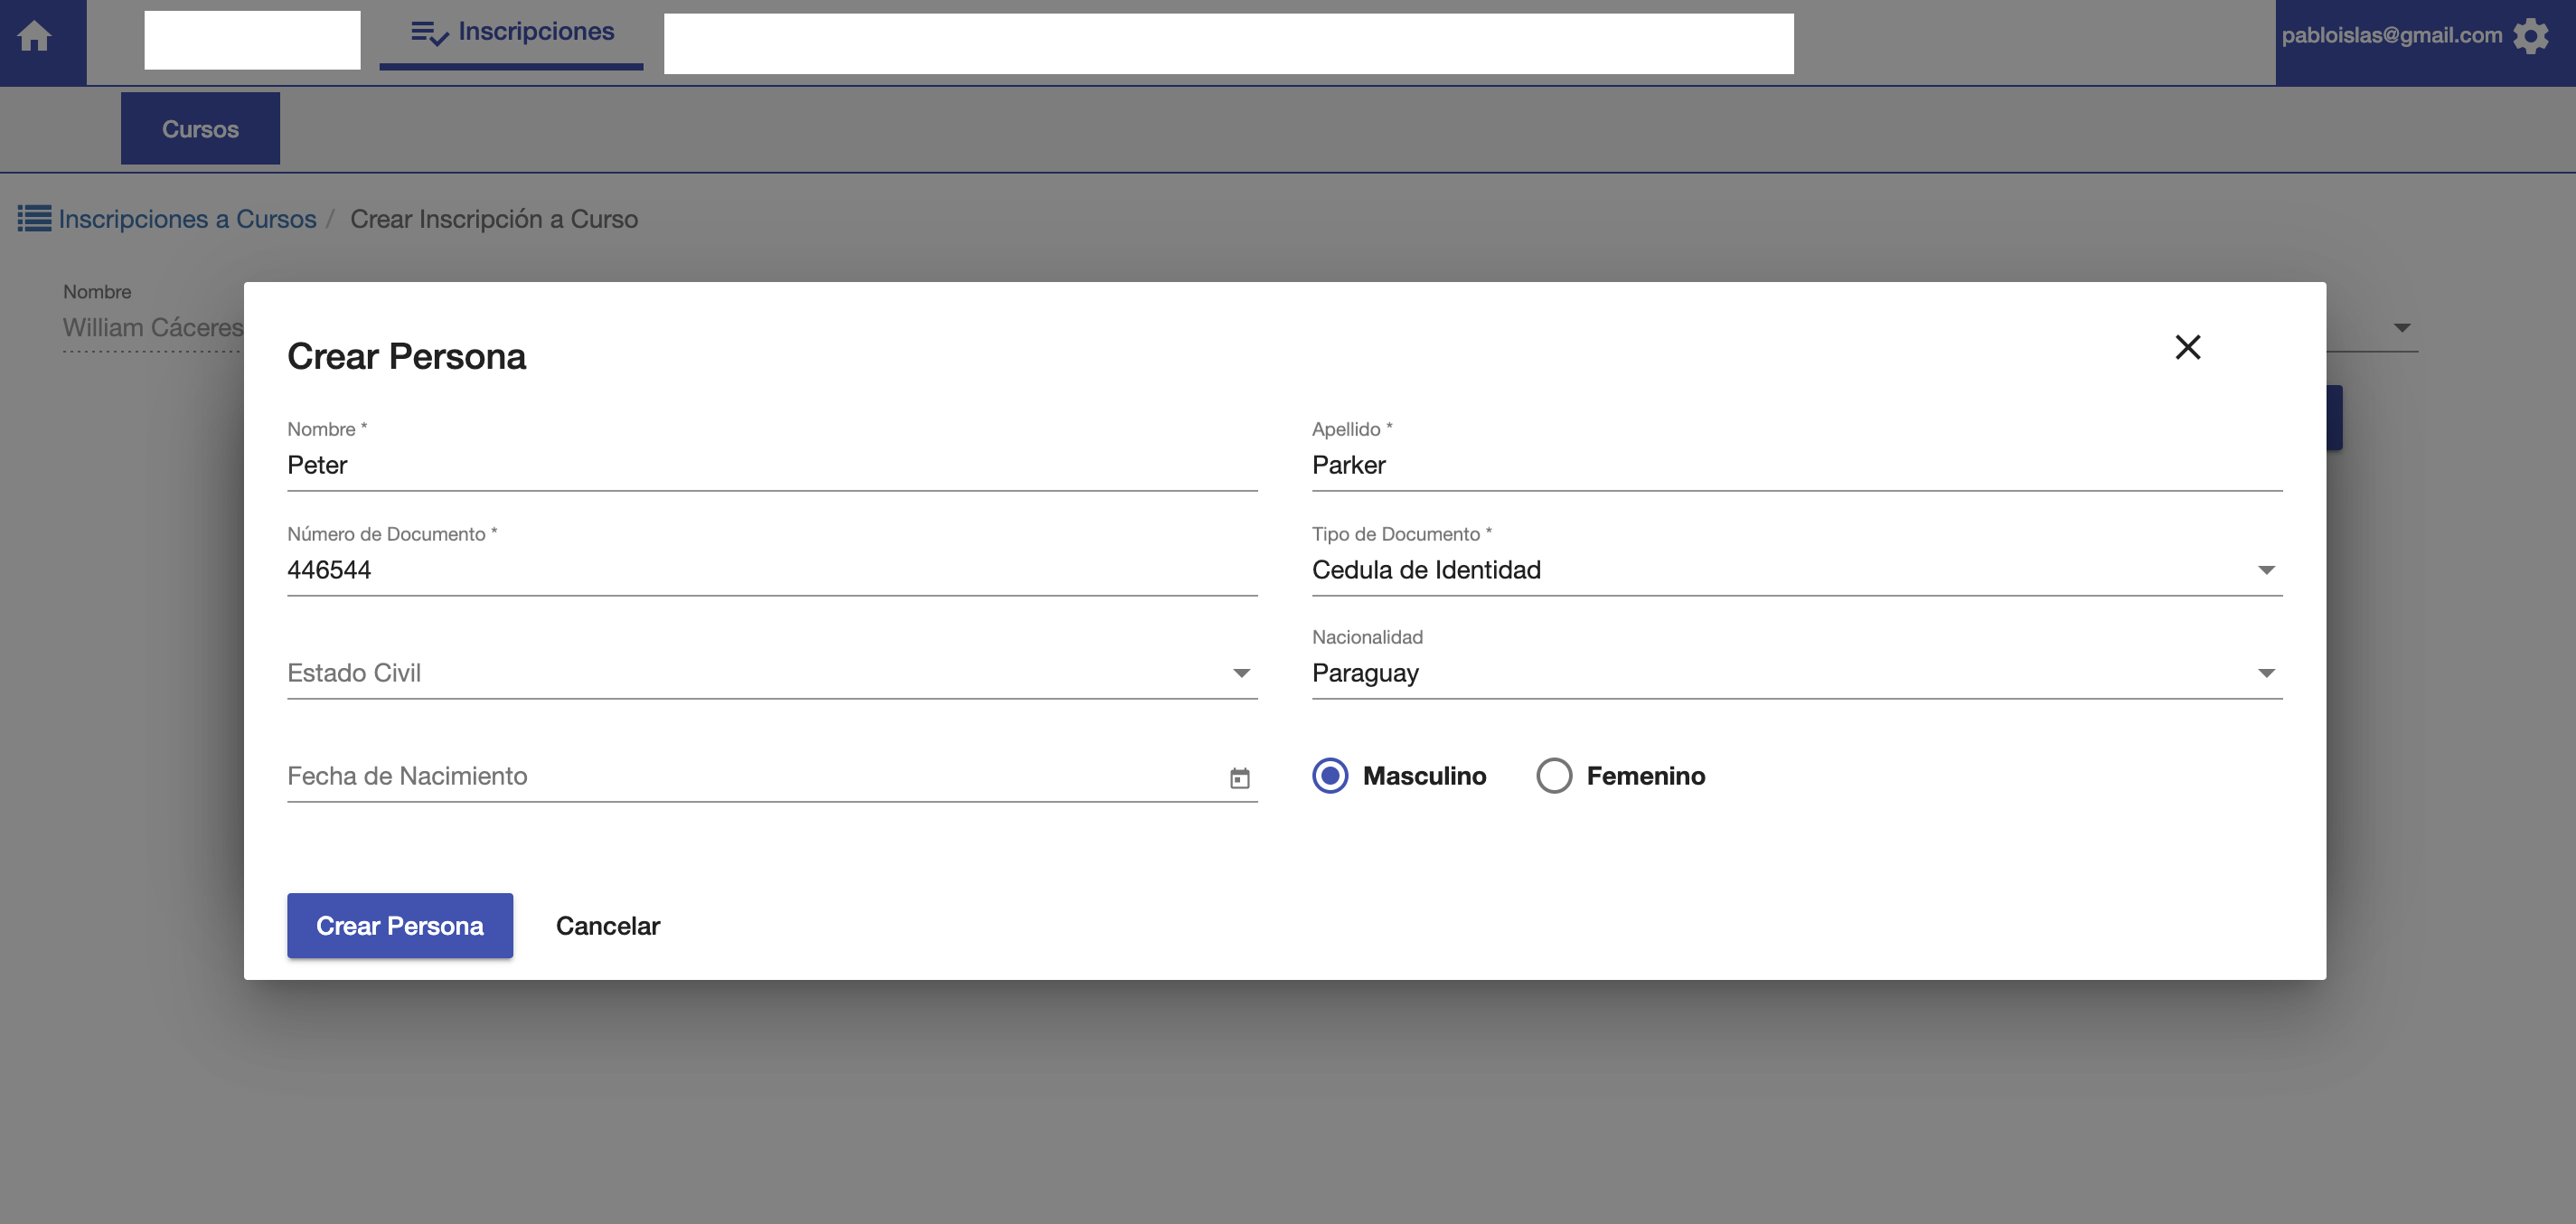 Inscripciones
pabloislas@gmail.com
Cursos
Inscripciones a Cursos / Crear Inscripción a Curso
Nombre
William Cáceres
Crear Persona
Nombre *
Apellido *
Peter
Parker
Número de Documento *
Tipo de Documento *
446544
Cedula de Identidad
Nacionalidad
Estado Civil
Paraguay
Fecha de Nacimiento
Masculino
Femenino
Crear Persona
Cancelar